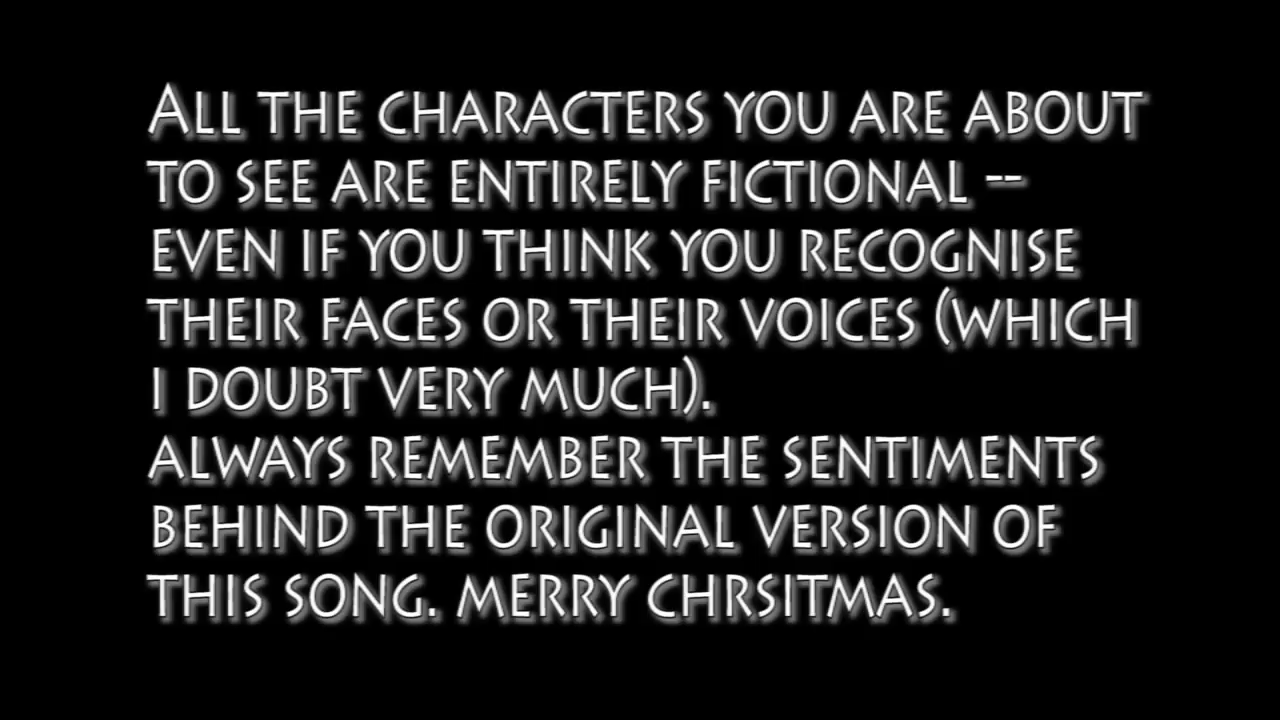 ALL THE CHARACTERS YOU ARE ABOUT
TO SEE ARE ENTIRELY FICTIONAL --
EVEN IF YOU THINK YOU RECOGNISE
THEIR FACES OR THEIR VOICES (WHICH
I DOUBT VERY MUCH).
ALWAYS REMEMBER THE SENTIMENTS
BEHIND THE ORIGINAL VERSION OF
THIS SONG. MERRY CHRSITMAS.